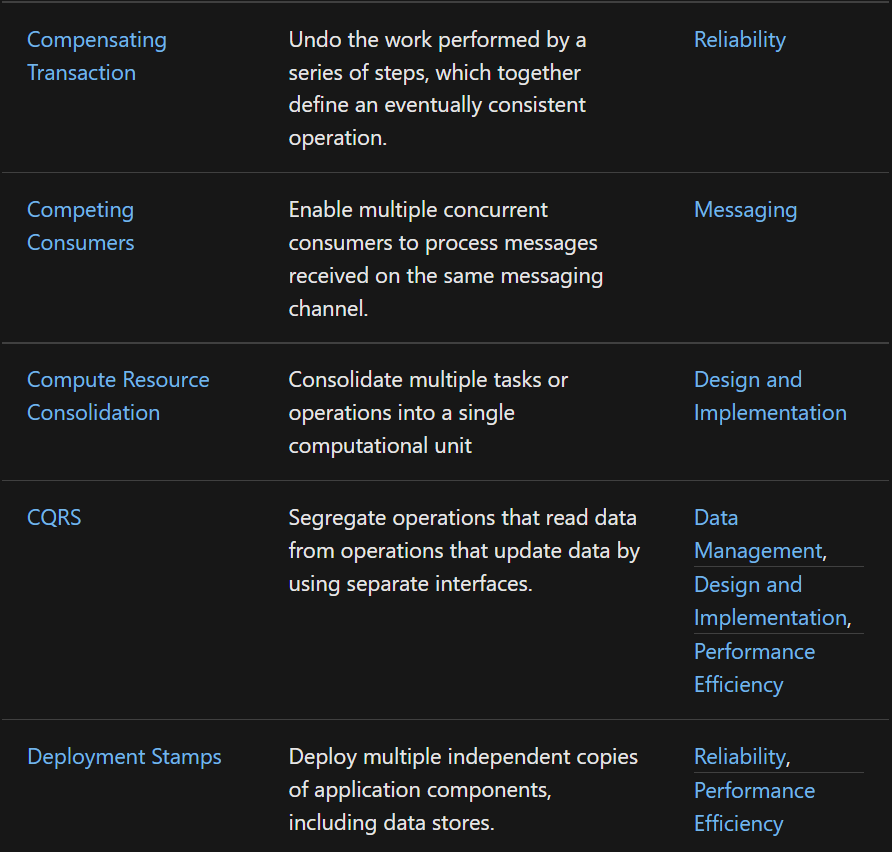 Compensating
Transaction
Undo the work performed by a
series of steps, which together
define an eventually consistent
operation.
Reliability
Competing
Consumers
Enable multiple concurrent
consumers to process messages
received on the same messaging
channel.
Messaging
Compute Resource
Consolidation
Consolidate multiple tasks or
operations into a single
computational unit
Design and
Implementation
CQRS
Segregate operations that read data
from operations that update data by
using separate interfaces.
Data
Management,
Design and
Implementation,
Performance
Efficiency
Deployment Stamps
Deploy multiple independent copies
of application components,
including data stores.
Reliability,
Performance
Efficiency